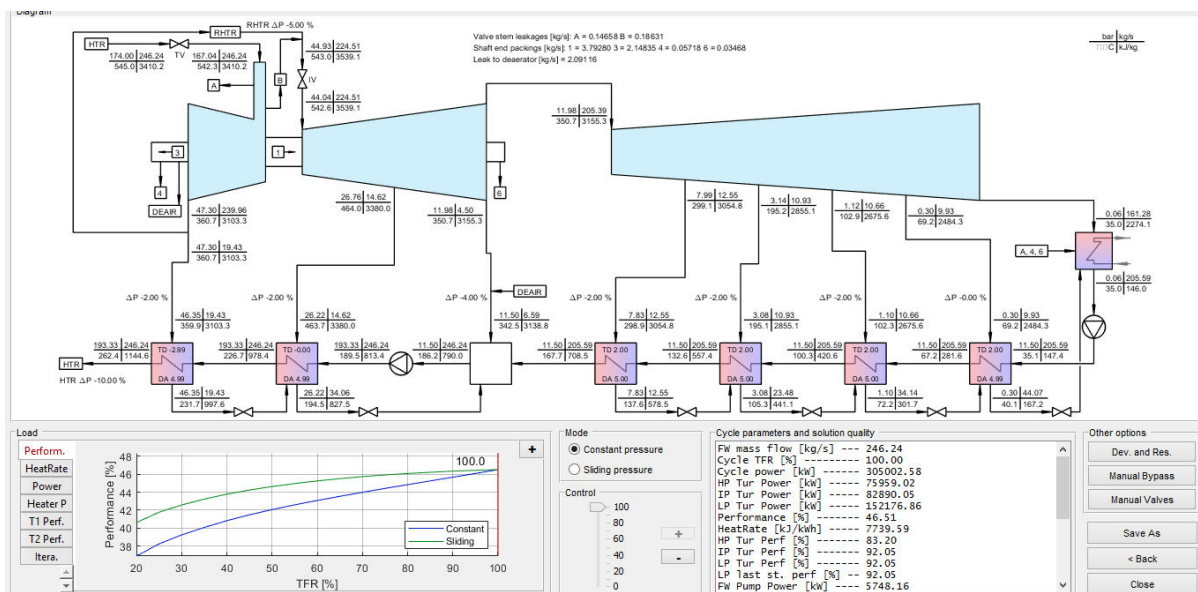 Diagram
RHTR ΔP -5.00 %
RHTR
HTR
TV
174.00 246.24
545.0 3410.2
167.04 246.24
542.3 3410.2
44.93 224.51
543.0 3539.1
IV
44.04 224.51
542.6 3539.1
A
B
Valve stem leakages [kg/s]: A = 0.14658 B = 0.18631
Shaft end packings [kg/s]: 1 = 3.79280 3 = 2.14835 4 = 0.05718 6 = 0.03468
Leak to deaerator [kg/s] = 2.09116
bar kg/s
□□C kJ/kg
11.98 205.39
350.7 3155.3
3
1
4
6
DEAIR
47.30 239.96
360.7 3103.3
47.30 19.43
360.7 3103.3
26.76 14.62
464.0 3380.0
11.98 4.50
350.7 3155.3
7.99 12.55
299.1 3054.8
3.14 10.93
195.2 2855.1
1.12 10.66
102.9 2675.6
0.30 9.93
69.2 2484.3
0.06 161.28
35.0 2274.1
A, 4, 6
0.06 205.59
35.0 146.0
DEAIR
ΔP -2.00 %
ΔP -2.00 %
ΔP -4.00 %
ΔP -2.00 %
ΔP -2.00 %
ΔP -2.00 %
ΔP -0.00 %
46.35 19.43
359.9 3103.3
26.22 14.62
463.7 3380.0
11.50 6.59
342.5 3138.8
7.83 12.55
298.9 3054.8
3.08 10.93
195.1 2855.1
1.10 10.66
102.3 2675.6
0.30 9.93
69.2 2484.3
HTR
HTR ΔP -10.00 %
193.33 246.24
262.4 1144.6
TD -2.99
DA 4.99
193.33 246.24
226.7 978.4
TD -0.00
DA 4.99
193.33 246.24
189.5 813.4
11.50 246.24
186.2 790.0
11.50 205.59
167.7 708.5
TD 2.00
DA 5.00
11.50 205.59
132.6 557.4
TD 2.00
DA 5.00
11.50 205.59
100.3 420.6
TD 2.00
DA 5.00
11.50 205.59
67.2 281.6
TD 2.00
DA 4.99
11.50 205.59
35.1 147.4
46.35 19.43
231.7 997.6
26.22 34.06
194.5 827.5
7.83 12.55
137.6 578.5
3.08 23.48
105.3 441.1
1.10 34.14
72.2 301.7
0.30 44.07
40.1 167.2
Load
Perform.
HeatRate
Power
Heater P
T1 Perf.
T2 Perf.
Itera.
Performance [%]
48
46
44
42
40
38
100.0
Constant
Sliding
20 30 40 50 60 70 80 90 100
TFR [%]
+
Mode
Constant pressure
Sliding pressure
Control
100
80
60
40
20
0
+
-
Cycle parameters and solution quality
FW mass flow [kg/s] --- 246.24
Cycle TFR [%] --------- 100.00
Cycle power [kW] ------ 305002.58
HP Tur Power [kW] ----- 75959.02
IP Tur Power [kW] ----- 82890.05
LP Tur Power [kW] ----- 152176.86
Performance [%] ------- 46.51
HeatRate [kJ/kWh] ----- 7739.59
HP Tur Perf [%] ------- 83.20
IP Tur Perf [%] ------- 92.05
LP Tur Perf [%] ------- 92.05
LP last st. perf [%] -- 92.05
FW Pump Power [kW] ---- 5748.16
Other options
Dev. and Res.
Manual Bypass
Manual Valves
Save As
< Back
Close